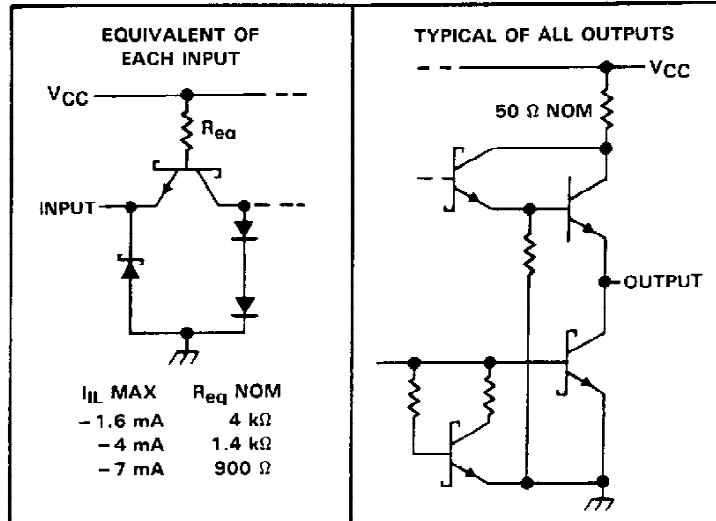 EQUIVALENT OF
EACH INPUT
VCC
Req
INPUT
IIL MAX Req NOM
−1.6 mA 4 kΩ
−4 mA 1.4 kΩ
−7 mA 900 Ω
TYPICAL OF ALL OUTPUTS
VCC
50 Ω NOM
OUTPUT